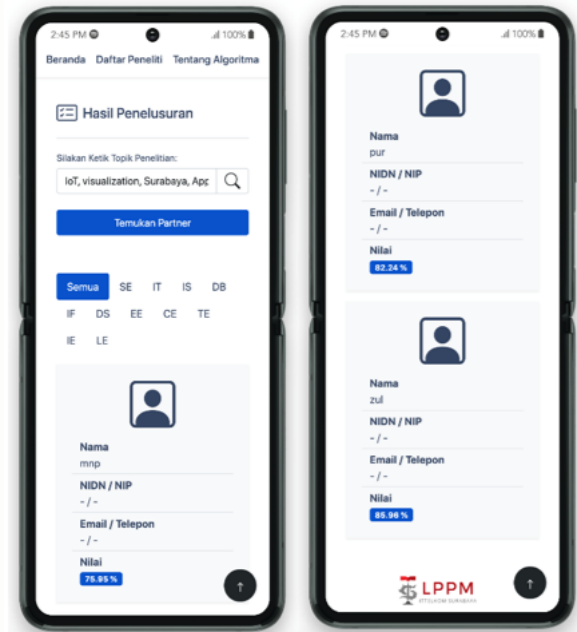 2:45 PM
100%
Beranda Daftar Peneliti Tentang Algoritma
Hasil Penelusuran
Silakan Ketik Topik Penelitian:
IoT, visualization, Surabaya, App
Temukan Partner
Semua SE IT IS DB
IF DS EE CE TE
IE LE
Nama
mnp
NIDN / NIP
- / -
Email / Telepon
- / -
Nilai
75.95 %
2:45 PM
100%
Nama
pur
NIDN / NIP
- / -
Email / Telepon
- / -
Nilai
82.24 %
Nama
zul
NIDN / NIP
- / -
Email / Telepon
- / -
Nilai
85.96 %
LPPM
ITTELKOM SURABAYA